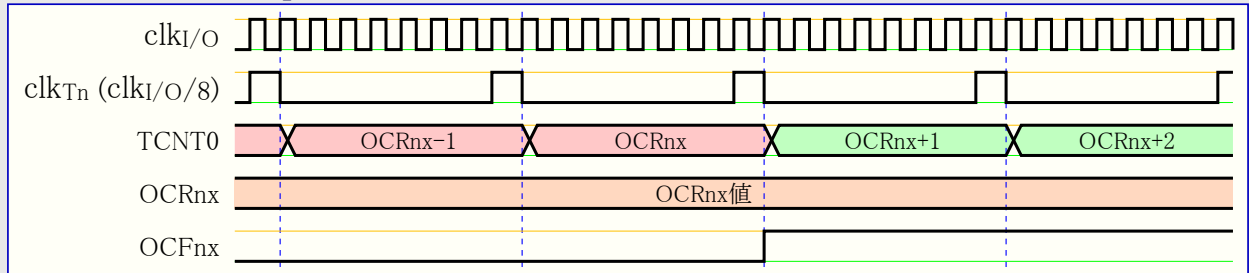 clkI/O
clkTn (clkI/O/8)
TCNT0 OCRnx-1 OCRnx OCRnx+1 OCRnx+2
OCRnx OCRnx値
OCFnx